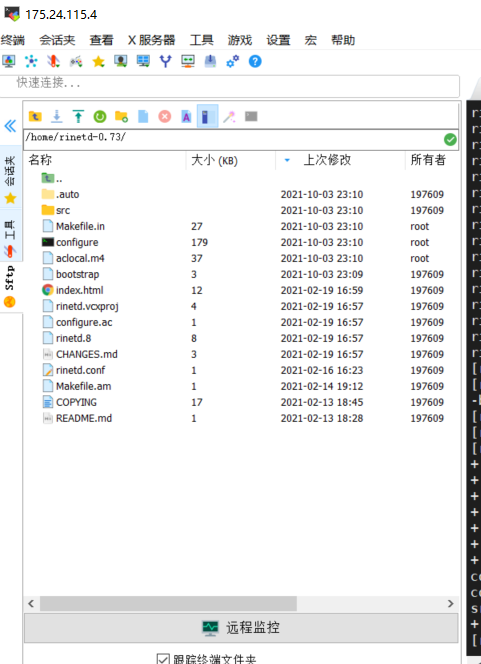 175.24.115.4
终端 会话夹 查看 X 服务器 工具 游戏 设置 宏 帮助
快速连接...
/home/rinetd-0.73/
名称 大小 (KB) 上次修改 所有者
..
.auto 2021-10-03 23:10 197609
src 2021-10-03 23:10 197609
Makefile.in 27 2021-10-03 23:10 root
configure 179 2021-10-03 23:10 root
aclocal.m4 37 2021-10-03 23:10 root
bootstrap 3 2021-10-03 23:09 197609
index.html 12 2021-02-19 16:59 197609
rinetd.vcxproj 4 2021-02-19 16:57 197609
configure.ac 1 2021-02-19 16:57 197609
rinetd.8 8 2021-02-19 16:57 197609
CHANGES.md 3 2021-02-19 16:57 197609
rinetd.conf 1 2021-02-16 16:23 197609
Makefile.am 1 2021-02-14 19:12 197609
COPYING 17 2021-02-13 18:45 197609
README.md 1 2021-02-13 18:28 197609
会话夹
工具
Sftp
远程监控
跟踪终端文件夹